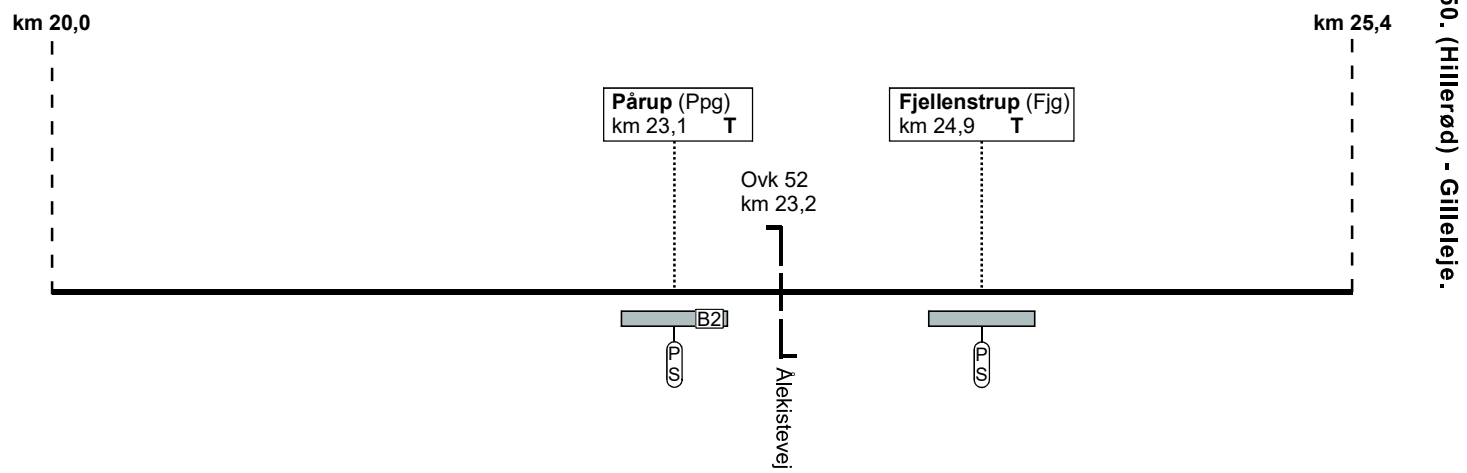 km 20,0
km 25,4
60. (Hillerød) - Gilleleje.
Pårup (Ppg)
km 23,1 T
Fjellenstrup (Fjg)
km 24,9 T
Ovk 52
km 23,2
B2
P
S
P
S
Ålekistevej